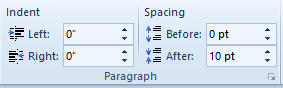 Indent Spacing
Left: 0" Before: 0 pt
Right: 0" After: 10 pt
Paragraph